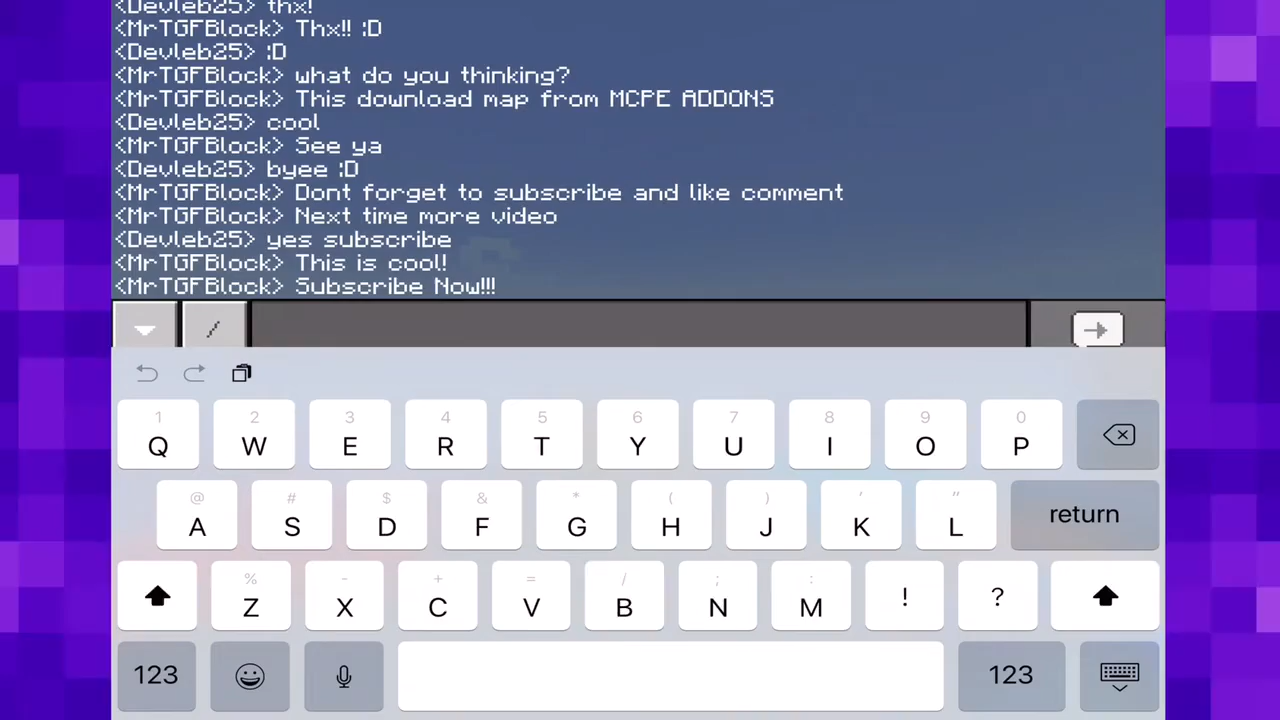 <Devleb25> thx!
<MrTGFBlock> Thx!! :D
<Devleb25> :D
<MrTGFBlock> what do you thinking?
<MrTGFBlock> This download map from MCPE ADDONS
<Devleb25> cool
<MrTGFBlock> See ya
<Devleb25> byee :D
<MrTGFBlock> Dont forget to subscribe and like comment
<MrTGFBlock> Next time more video
<Devleb25> yes subscribe
<MrTGFBlock> This is cool!
<MrTGFBlock> Subscribe Now!!!
/
1 2 3 4 5 6 7 8 9 0
Q W E R T Y U I O P
@ # $ & * ( ) ' "
A S D F G H J K L return
% - + = / ; :
Z X C V B N M ! ?
123 123